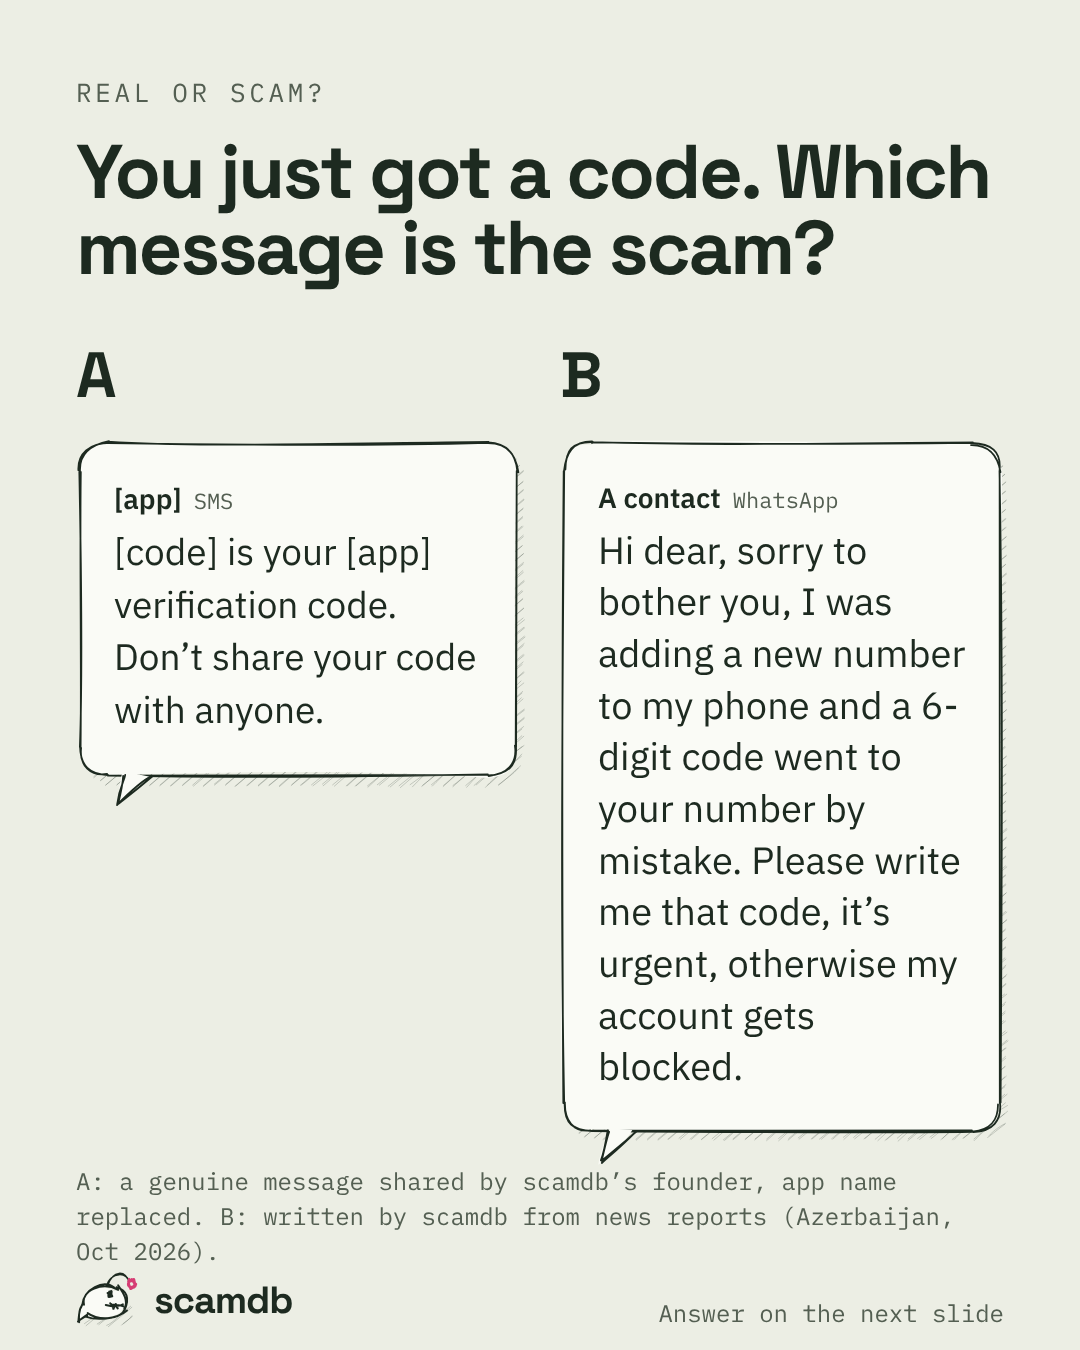 REAL OR SCAM?
You just got a code. Which
message is the scam?
A
[app] SMS
[code] is your [app]
verification code.
Don’t share your code
with anyone.
B
A contact WhatsApp
Hi dear, sorry to
bother you, I was
adding a new number
to my phone and a 6-
digit code went to
your number by
mistake. Please write
me that code, it’s
urgent, otherwise my
account gets
blocked.
A: a genuine message shared by scamdb’s founder, app name
replaced. B: written by scamdb from news reports (Azerbaijan,
Oct 2026).
scamdb
Answer on the next slide